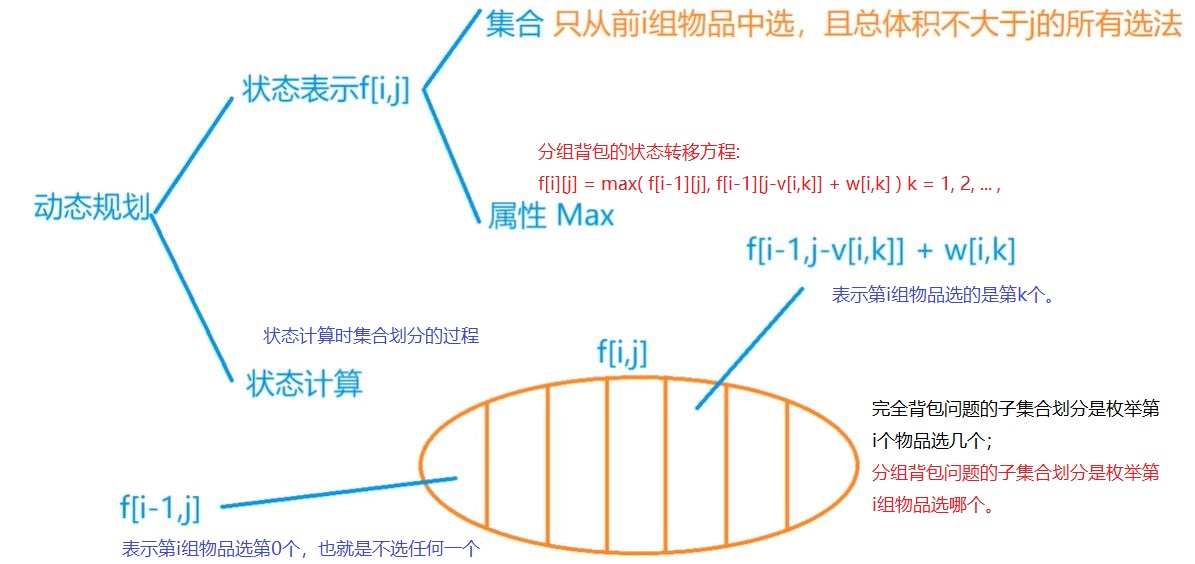 集合 只从前i组物品中选，且总体积不大于j的所有选法
状态表示f[i,j]
分组背包的状态转移方程:
f[i][j] = max( f[i-1][j], f[i-1][j-v[i,k]] + w[i,k] ) k = 1, 2, ... ,
动态规划
属性 Max
f[i-1,j-v[i,k]] + w[i,k]
表示第i组物品选的是第k个。
状态计算时集合划分的过程
f[i,j]
状态计算
完全背包问题的子集合划分是枚举第
i个物品选几个；
分组背包问题的子集合划分是枚举第
i组物品选哪个。
f[i-1,j]
表示第i组物品选第0个，也就是不选任何一个